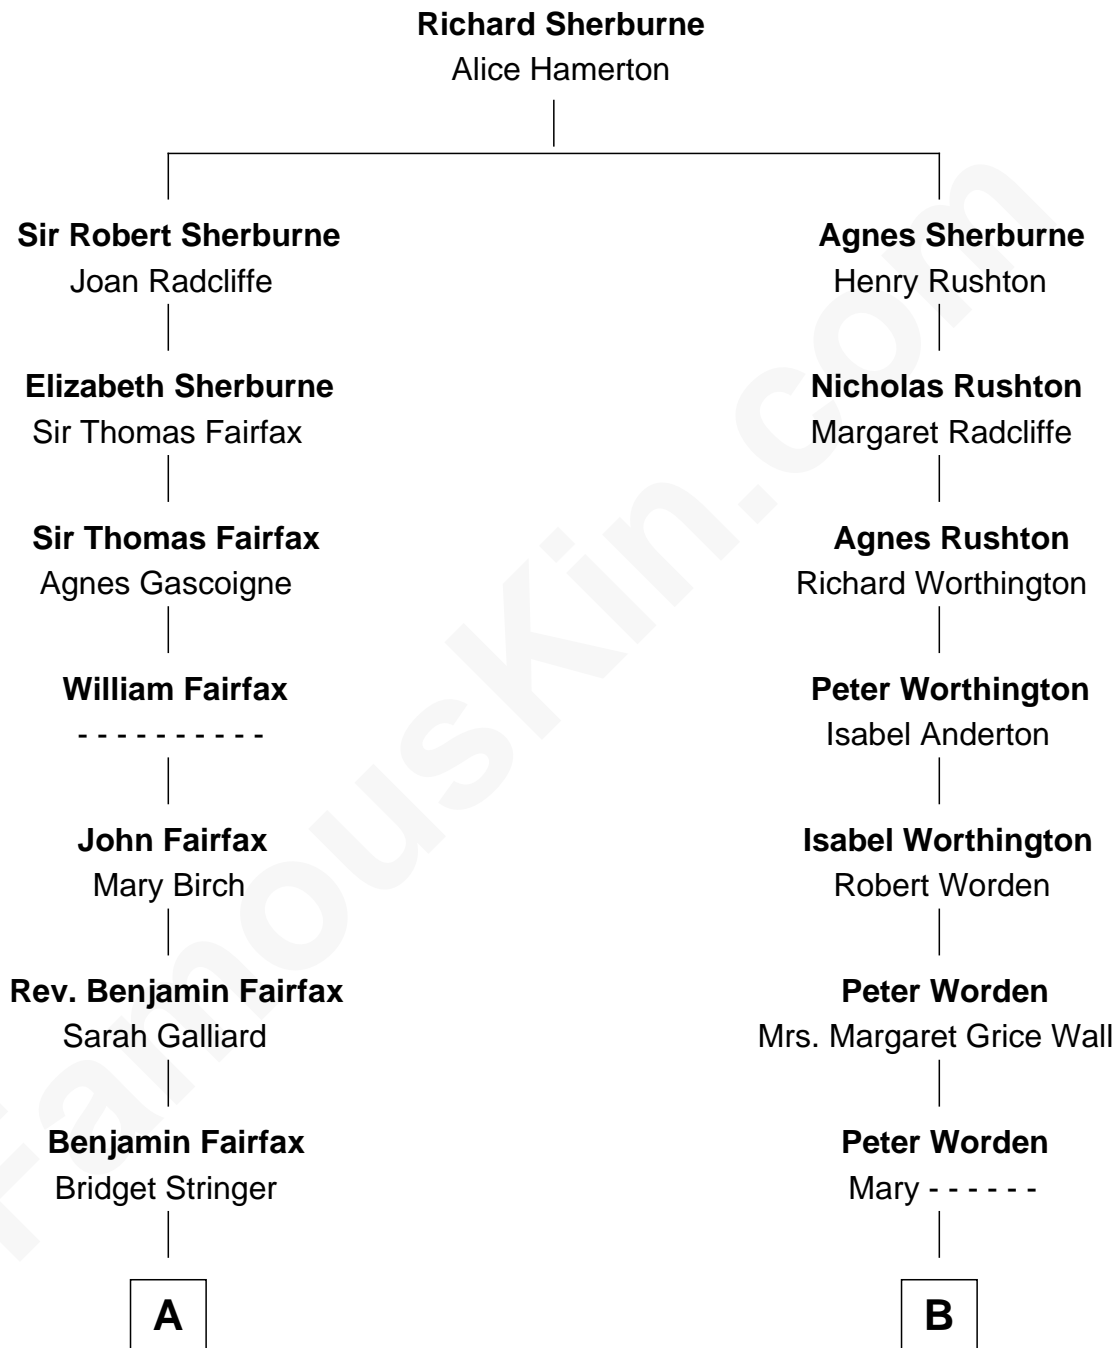 Richard Sherburne
Alice Hamerton
Sir Robert Sherburne
Joan Radcliffe
Agnes Sherburne
Henry Rushton
Elizabeth Sherburne
Sir Thomas Fairfax
Nicholas Rushton
Margaret Radcliffe
Sir Thomas Fairfax
Agnes Gascoigne
Agnes Rushton
Richard Worthington
William Fairfax
- - - - - - - - - -
Peter Worthington
Isabel Anderton
John Fairfax
Mary Birch
Isabel Worthington
Robert Worden
Rev. Benjamin Fairfax
Sarah Galliard
Peter Worden
Mrs. Margaret Grice Wall
Benjamin Fairfax
Bridget Stringer
Peter Worden
Mary - - - - - -
A
B
FamousKin.com